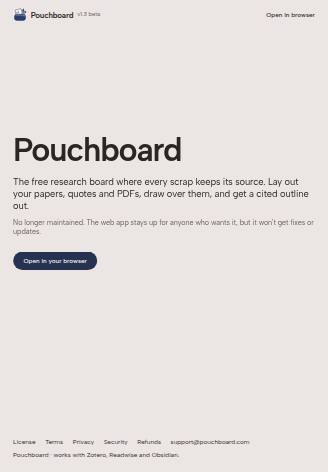 Pouchboard v1.3 beta
Open in browser
Pouchboard
The free research board where every scrap keeps its source. Lay out
your papers, quotes and PDFs, draw over them, and get a cited outline
out.
No longer maintained. The web app stays up for anyone who wants it, but it won't get fixes or
updates.
Open in your browser
License Terms Privacy Security Refunds support@pouchboard.com
Pouchboard · works with Zotero, Readwise and Obsidian.